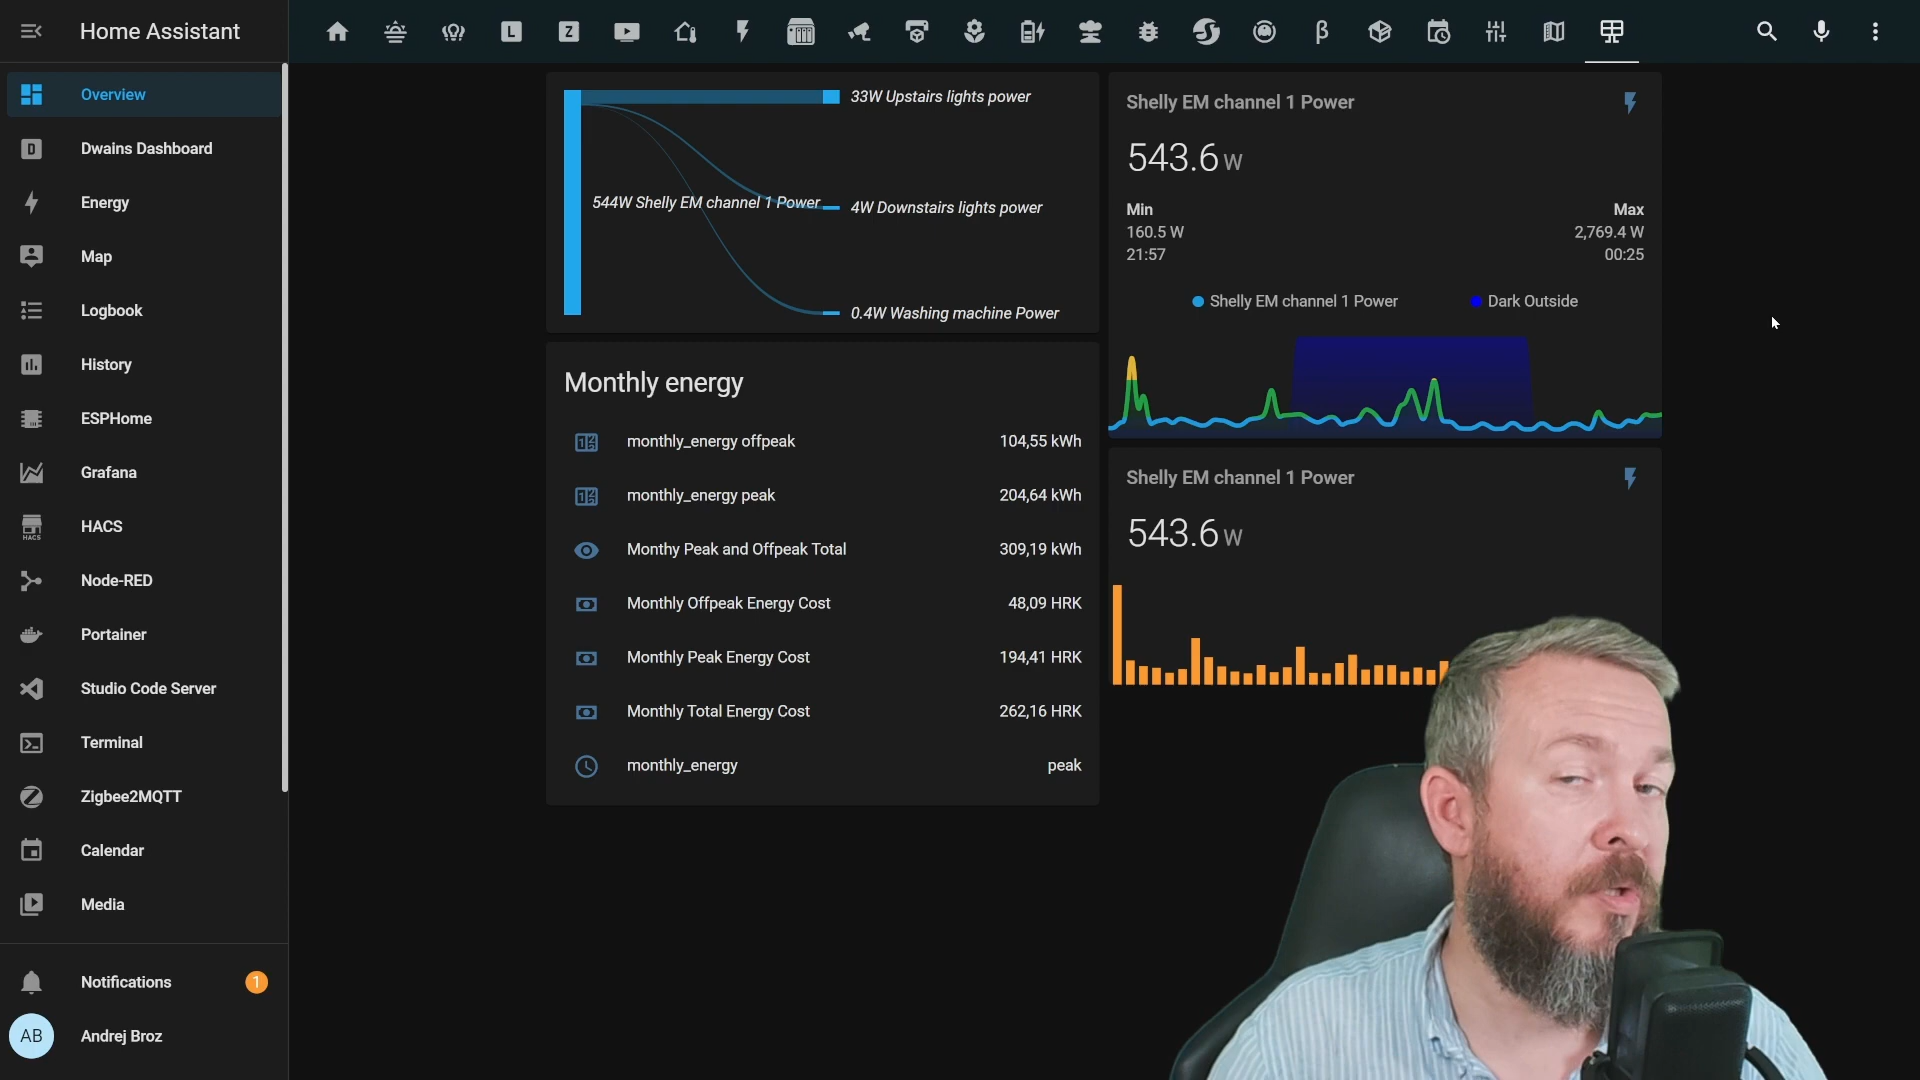 Home Assistant
L
Z
β
Overview
D
Dwains Dashboard
Energy
Map
Logbook
History
ESPHome
Grafana
HACS
HACS
Node-RED
Portainer
Studio Code Server
Terminal
Zigbee2MQTT
Calendar
Media
Notifications
1
AB
Andrej Broz
33W Upstairs lights power
544W Shelly EM channel 1 Power
4W Downstairs lights power
0.4W Washing machine Power
Monthly energy
monthly_energy offpeak
104,55 kWh
monthly_energy peak
204,64 kWh
Monthy Peak and Offpeak Total
309,19 kWh
Monthly Offpeak Energy Cost
48,09 HRK
Monthly Peak Energy Cost
194,41 HRK
Monthly Total Energy Cost
262,16 HRK
monthly_energy
peak
Shelly EM channel 1 Power
543.6 W
Min
Max
160.5 W
2,769.4 W
21:57
00:25
Shelly EM channel 1 Power
Dark Outside
Shelly EM channel 1 Power
543.6 W